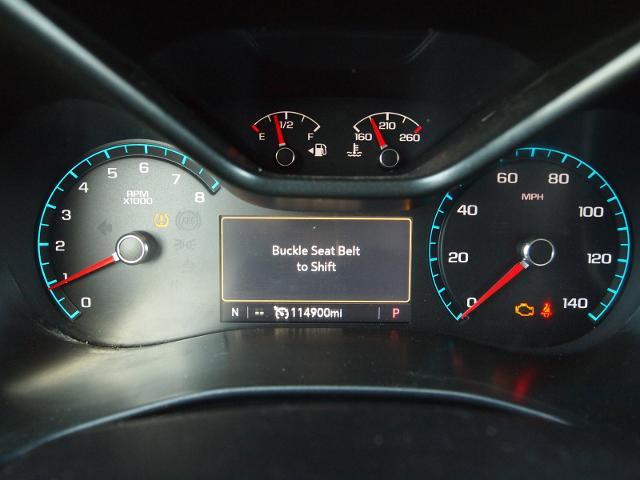 E 1/2 F
160 210 260
0 1 2 3 4 5 6 7 8
RPM
X1000
Buckle Seat Belt
to Shift
N -- 114900mi P
0 20 40 60 80 100 120 140
MPH